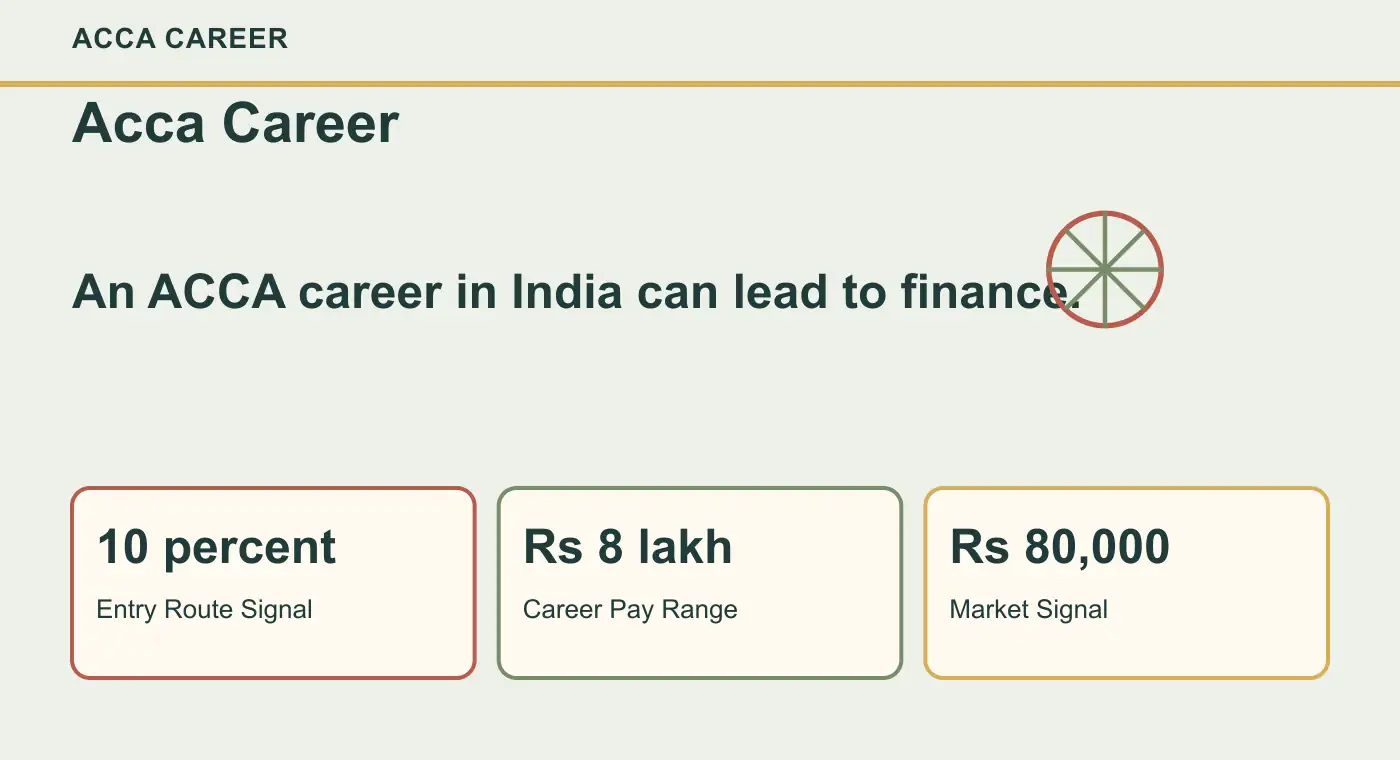 ACCA CAREER
Acca Career
An ACCA career in India can lead to finance.
10 percent
Entry Route Signal
Rs 8 lakh
Career Pay Range
Rs 80,000
Market Signal